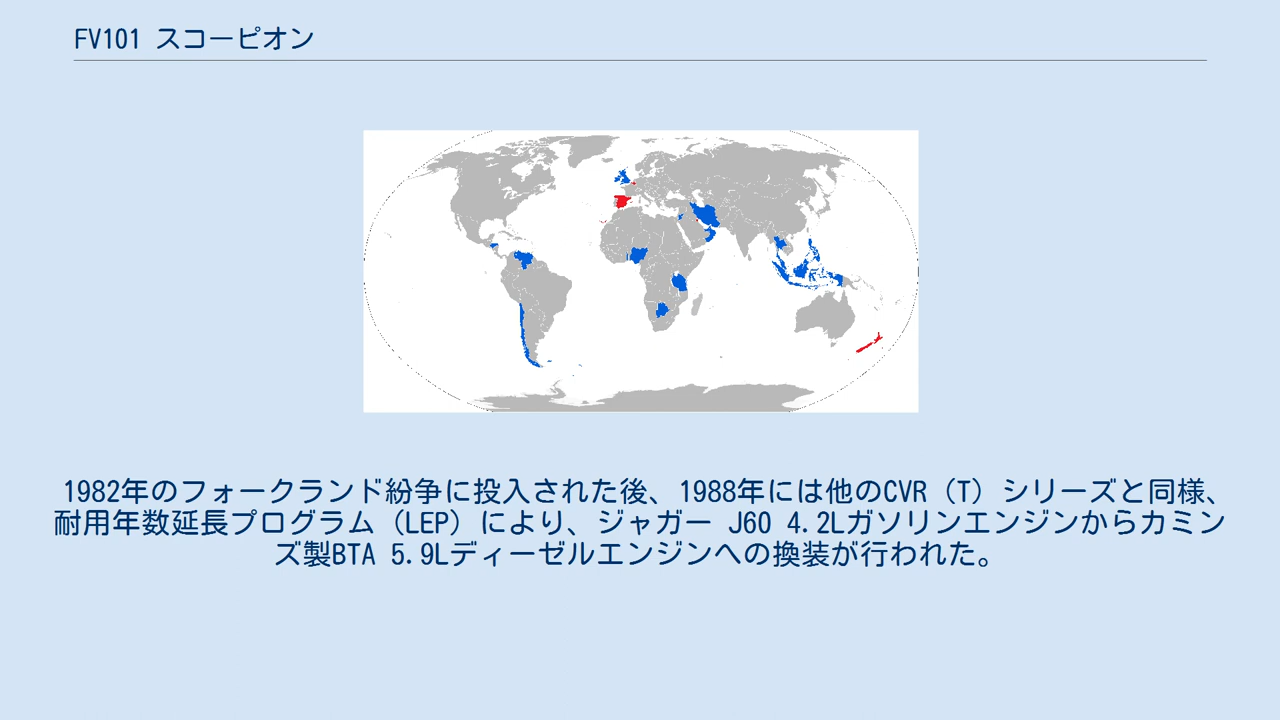 FV101 スコーピオン
1982年のフォークランド紛争に投入された後、1988年には他のCVR（T）シリーズと同様、
耐用年数延長プログラム（LEP）により、ジャガー J60 4.2Lガソリンエンジンからカミン
ズ製BTA 5.9Lディーゼルエンジンへの換装が行われた。